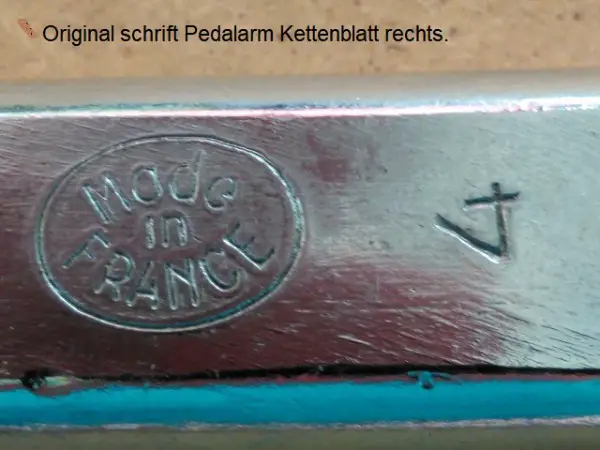 Original schrift Pedalarm Kettenblatt rechts.
Made
in
FRANCE
4